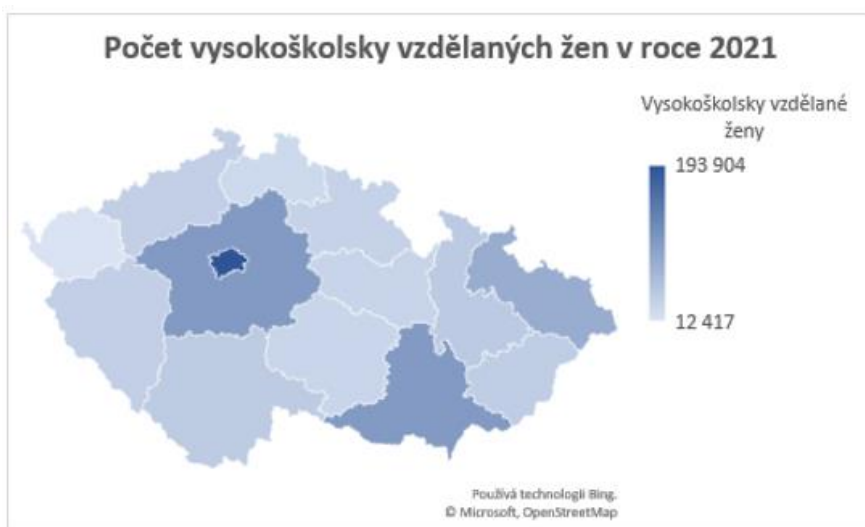 Počet vysokoškolsky vzdělaných žen v roce 2021
Vysokoškolsky vzdělané
ženy
193 904
12 417
Používá technologii Bing.
© Microsoft, OpenStreetMap